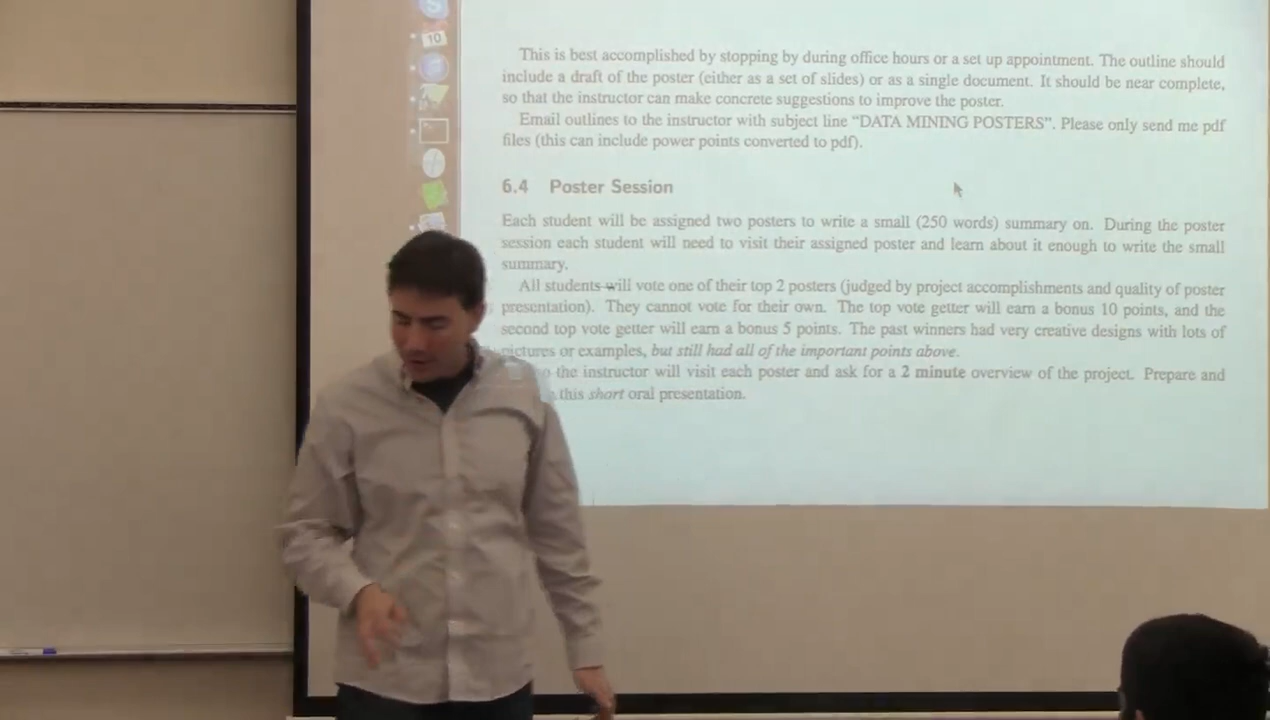 10
This is best accomplished by stopping by during office hours or a set up appointment. The outline should
include a draft of the poster (either as a set of slides) or as a single document. It should be near complete,
so that the instructor can make concrete suggestions to improve the poster.
Email outlines to the instructor with subject line “DATA MINING POSTERS”. Please only send me pdf
files (this can include power points converted to pdf).
6.4 Poster Session
Each student will be assigned two posters to write a small (250 words) summary on. During the poster
session each student will need to visit their assigned poster and learn about it enough to write the small
summary.
All students will vote one of their top 2 posters (judged by project accomplishments and quality of poster
presentation). They cannot vote for their own. The top vote getter will earn a bonus 10 points, and the
second top vote getter will earn a bonus 5 points. The past winners had very creative designs with lots of
pictures or examples, but still had all of the important points above.
the instructor will visit each poster and ask for a 2 minute overview of the project. Prepare and
this short oral presentation.